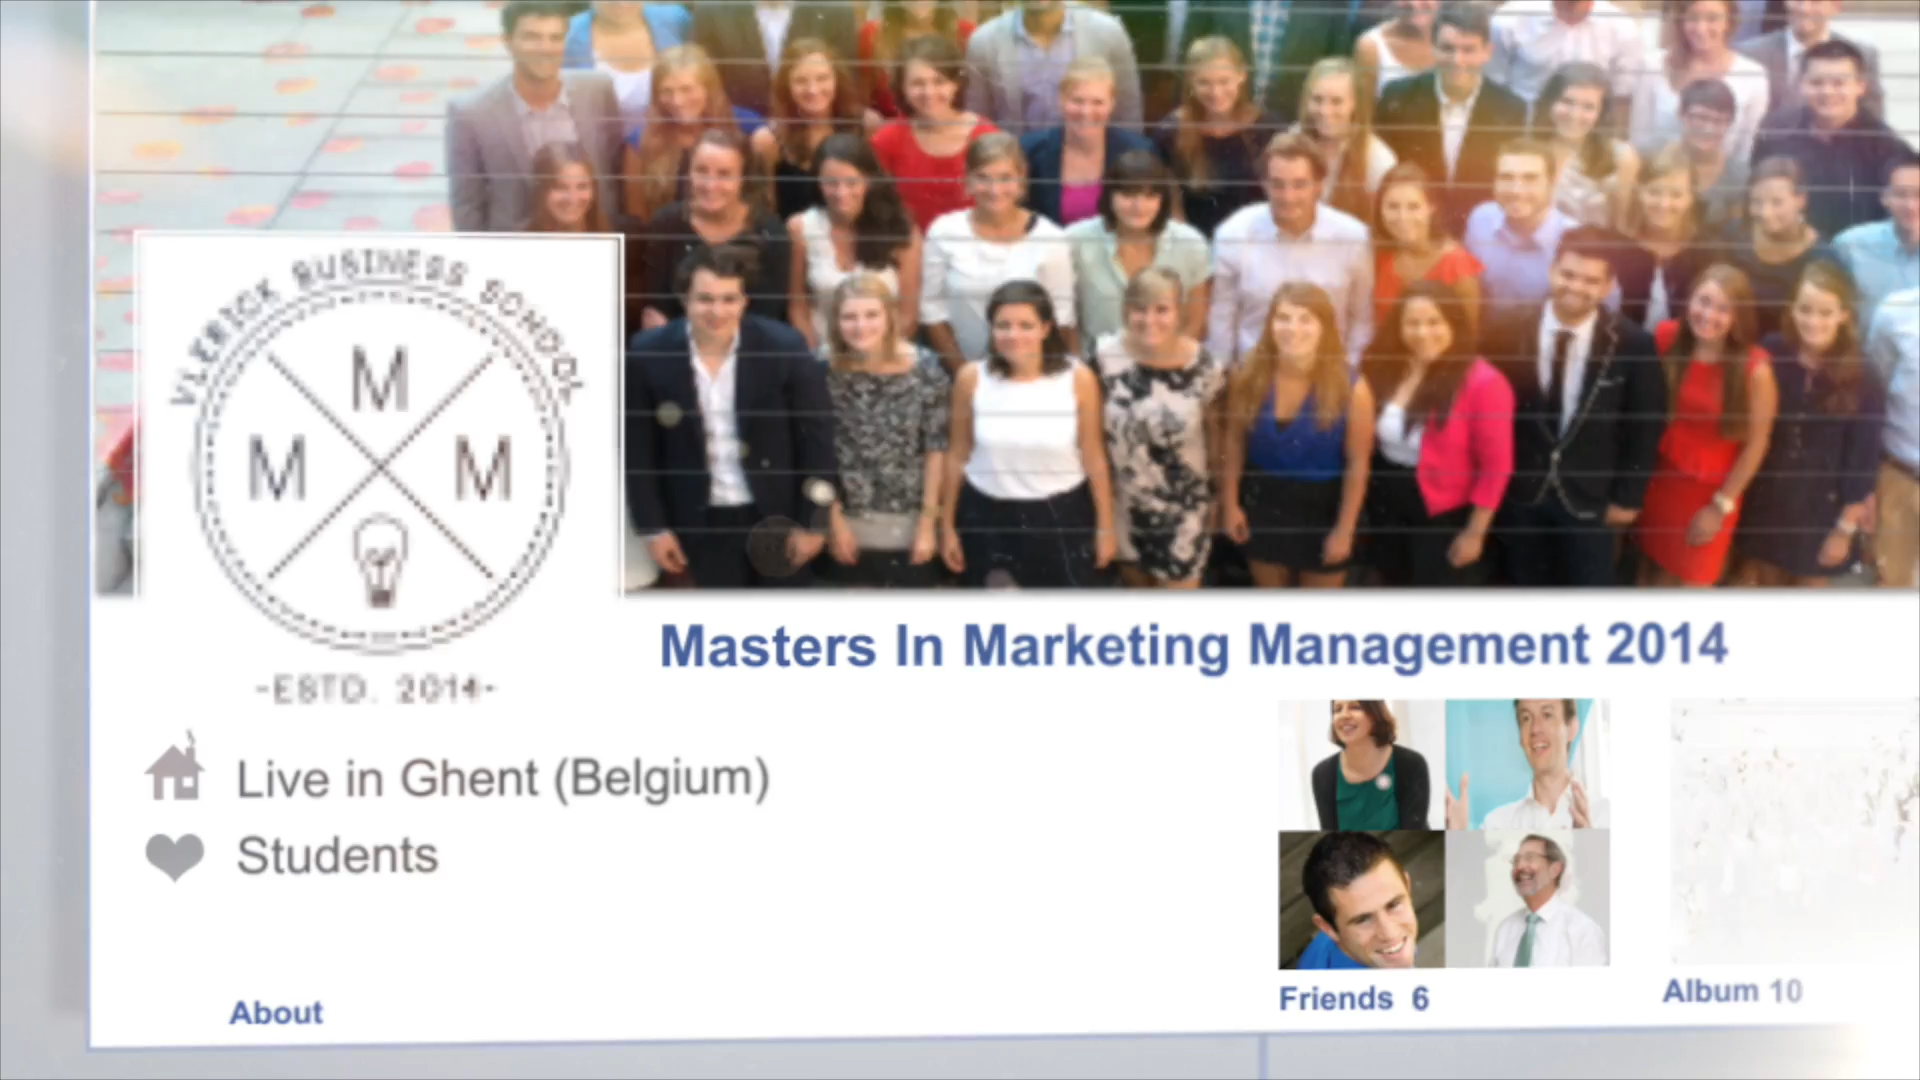 VLERICK BUSINESS SCHOOL
M
M M
-ESTD. 2014-
Masters In Marketing Management 2014
Live in Ghent (Belgium)
Students
About
Friends 6
Album 10